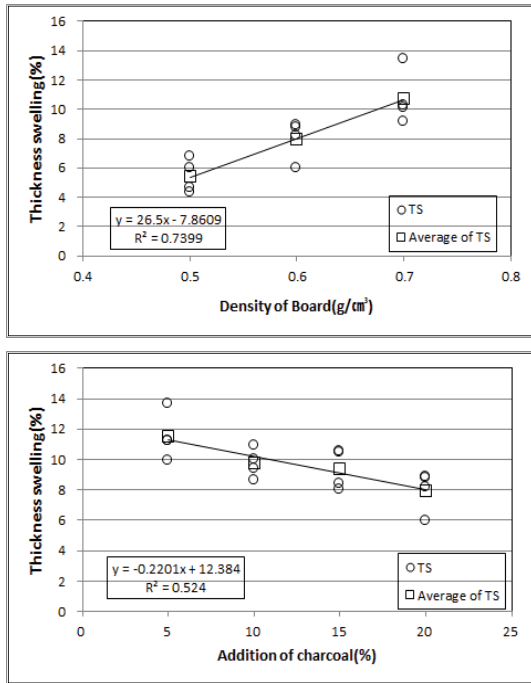 16
14
12
10
8
6
4
2
0
Thickness swelling(%)
y = 26.5x - 7.8609
R² = 0.7399
TS
Average of TS
0.4 0.5 0.6 0.7 0.8
Density of Board(g/㎤)
16
14
12
10
8
6
4
2
0
Thickness swelling(%)
y = -0.2201x + 12.384
R² = 0.524
TS
Average of TS
0 5 10 15 20 25
Addition of charcoal(%)